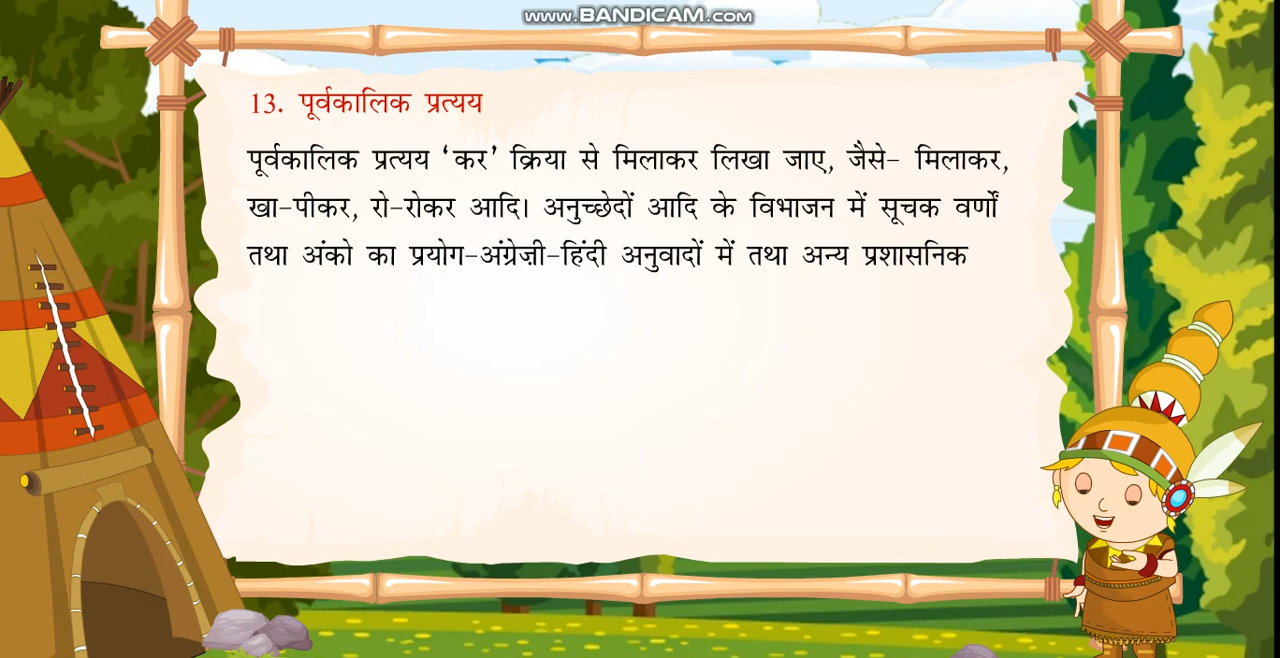 www.BANDICAM.com
13. पूर्वकालिक प्रत्यय
पूर्वकालिक प्रत्यय ‘कर’ क्रिया से मिलाकर लिखा जाए, जैसे- मिलाकर,
खा-पीकर, रो-रोकर आदि। अनुच्छेदों आदि के विभाजन में सूचक वर्णों
तथा अंको का प्रयोग-अंग्रेज़ी-हिंदी अनुवादों में तथा अन्य प्रशासनिक